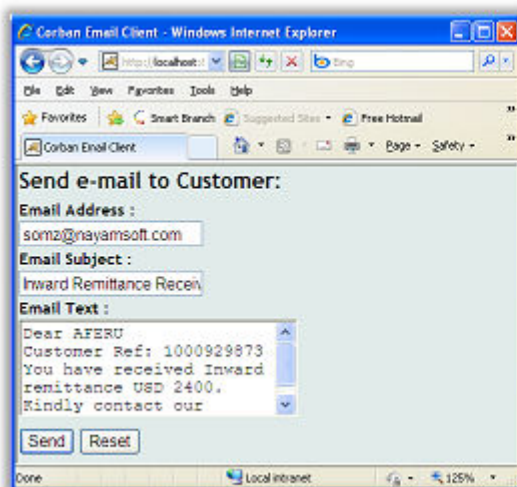 Corban Email Client - Windows Internet Explorer
http://localhost:
Bing
File Edit View Favorites Tools Help
Favorites Smart Branch Suggested Sites Free Hotmail
Corban Email Client Page Safety
Send e-mail to Customer:
Email Address :
somz@nayamsoft.com
Email Subject :
Inward Remittance Receiv
Email Text :
Dear AFERU
Customer Ref: 1000929873
You have received Inward
remittance USD 2400.
Kindly contact our
Send Reset
Done Local intranet 125%